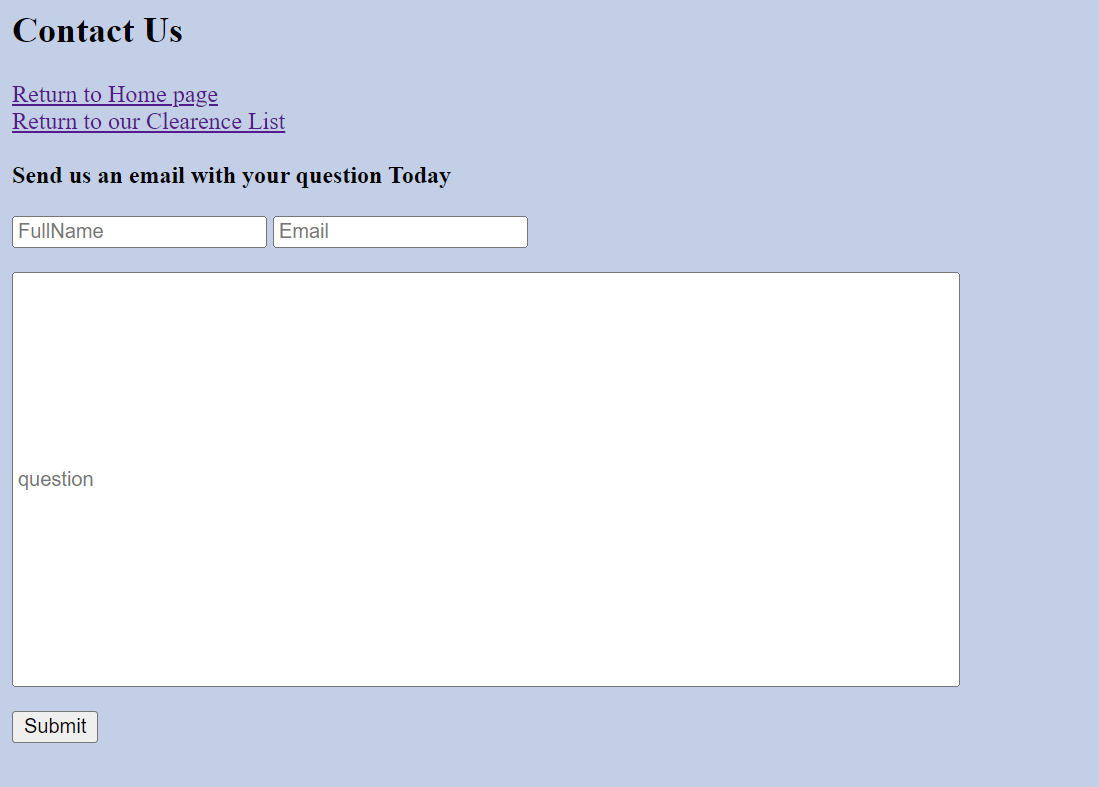 Contact Us
Return to Home page
Return to our Clearence List
Send us an email with your question Today
FullName Email
question
Submit